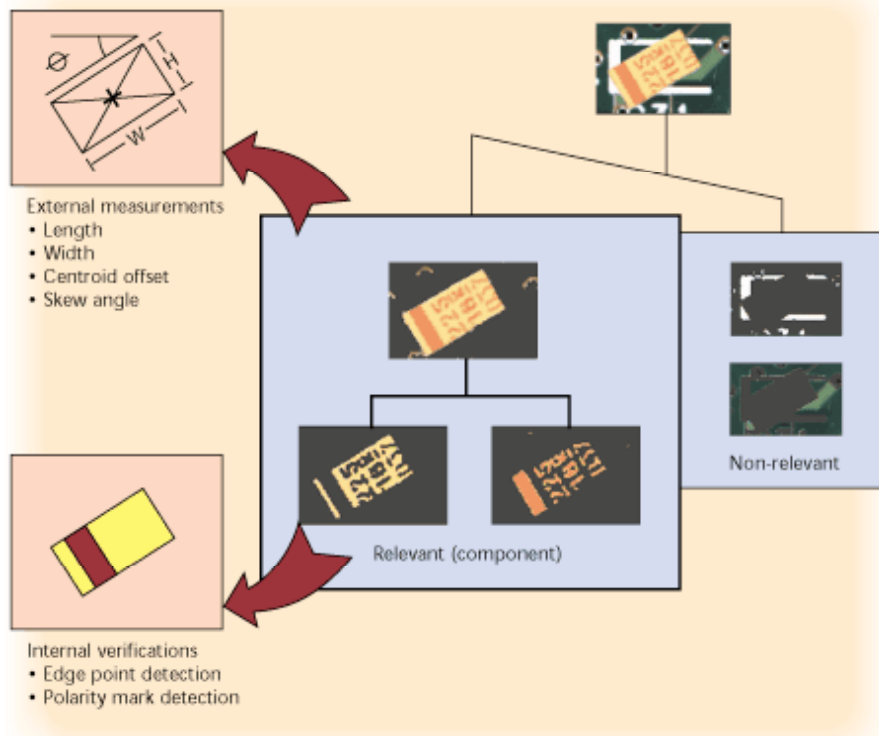 Ø
H
W
External measurements
• Length
• Width
• Centroid offset
• Skew angle
Non-relevant
Relevant (component)
Internal verifications
• Edge point detection
• Polarity mark detection